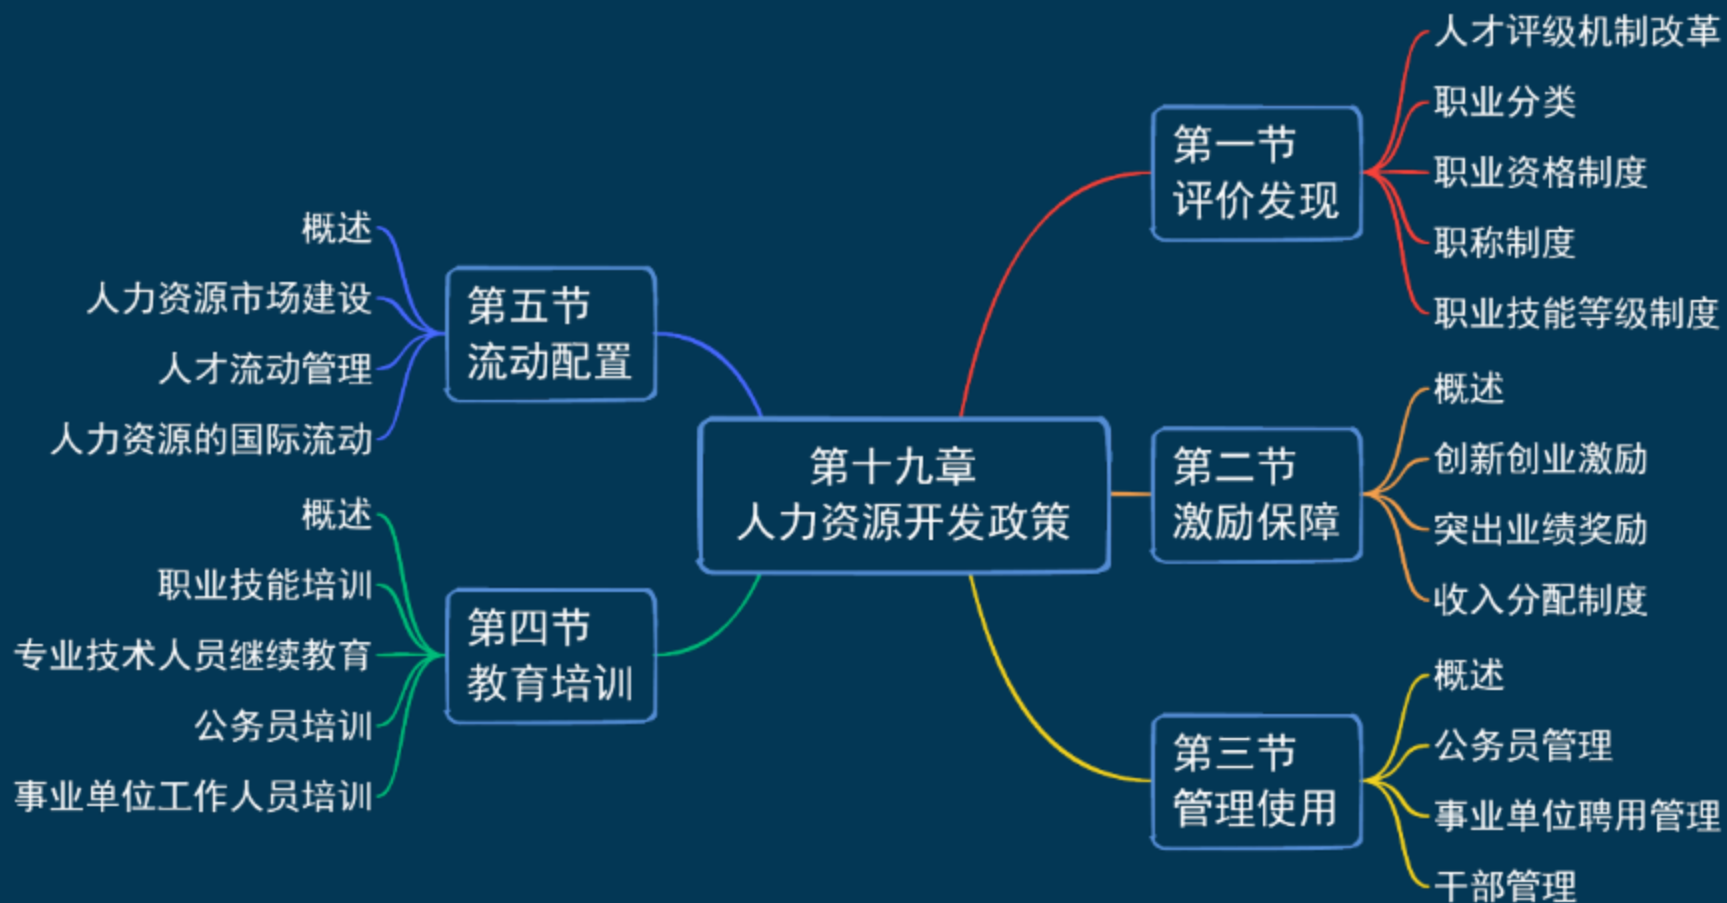 第十九章
人力资源开发政策
第一节
评价发现
人才评级机制改革
职业分类
职业资格制度
职称制度
职业技能等级制度
第二节
激励保障
概述
创新创业激励
突出业绩奖励
收入分配制度
第三节
管理使用
概述
公务员管理
事业单位聘用管理
干部管理
第四节
教育培训
概述
职业技能培训
专业技术人员继续教育
公务员培训
事业单位工作人员培训
第五节
流动配置
概述
人力资源市场建设
人才流动管理
人力资源的国际流动